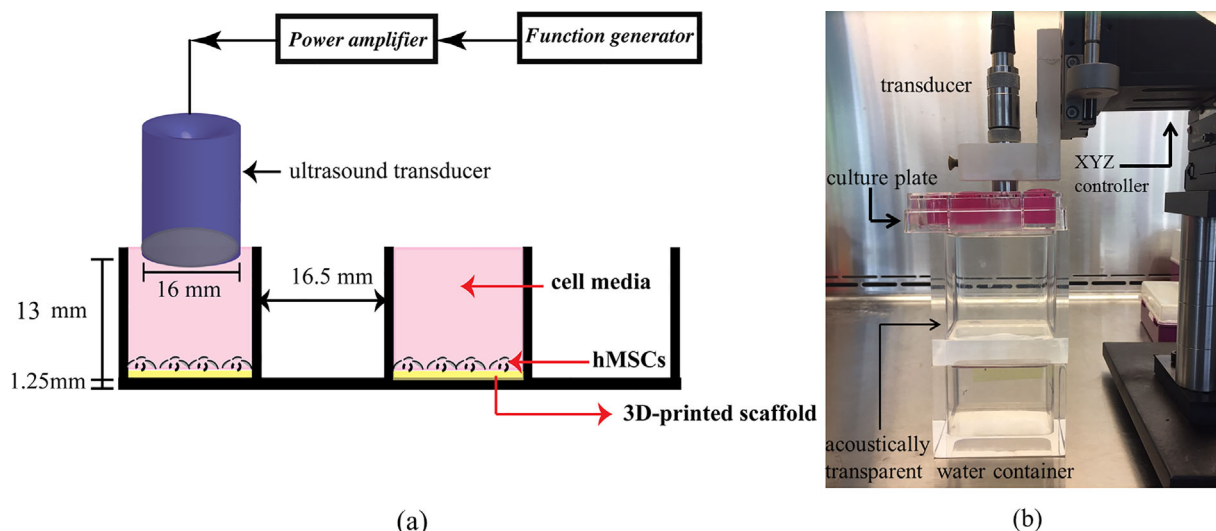 Power amplifier
Function generator
ultrasound transducer
16 mm
16.5 mm
13 mm
1.25mm
cell media
hMSCs
3D-printed scaffold
(a)
transducer
XYZ
controller
culture plate
acoustically
transparent water container
(b)